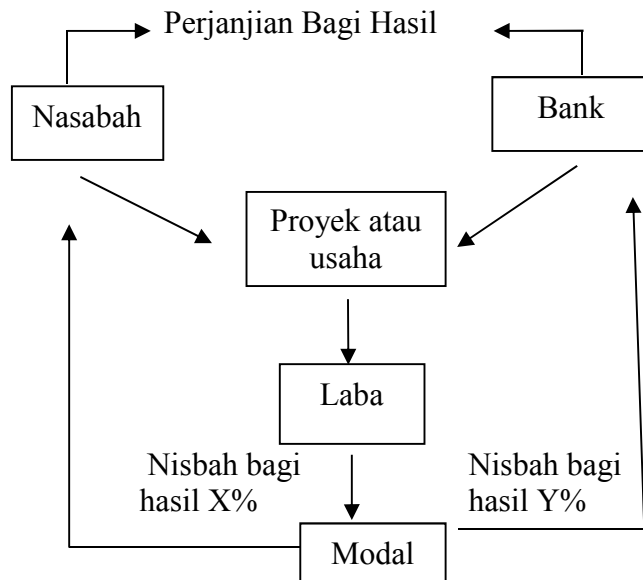 Perjanjian Bagi Hasil
Nasabah
Bank
Proyek atau
usaha
Laba
Nisbah bagi
hasil X%
Nisbah bagi
hasil Y%
Modal